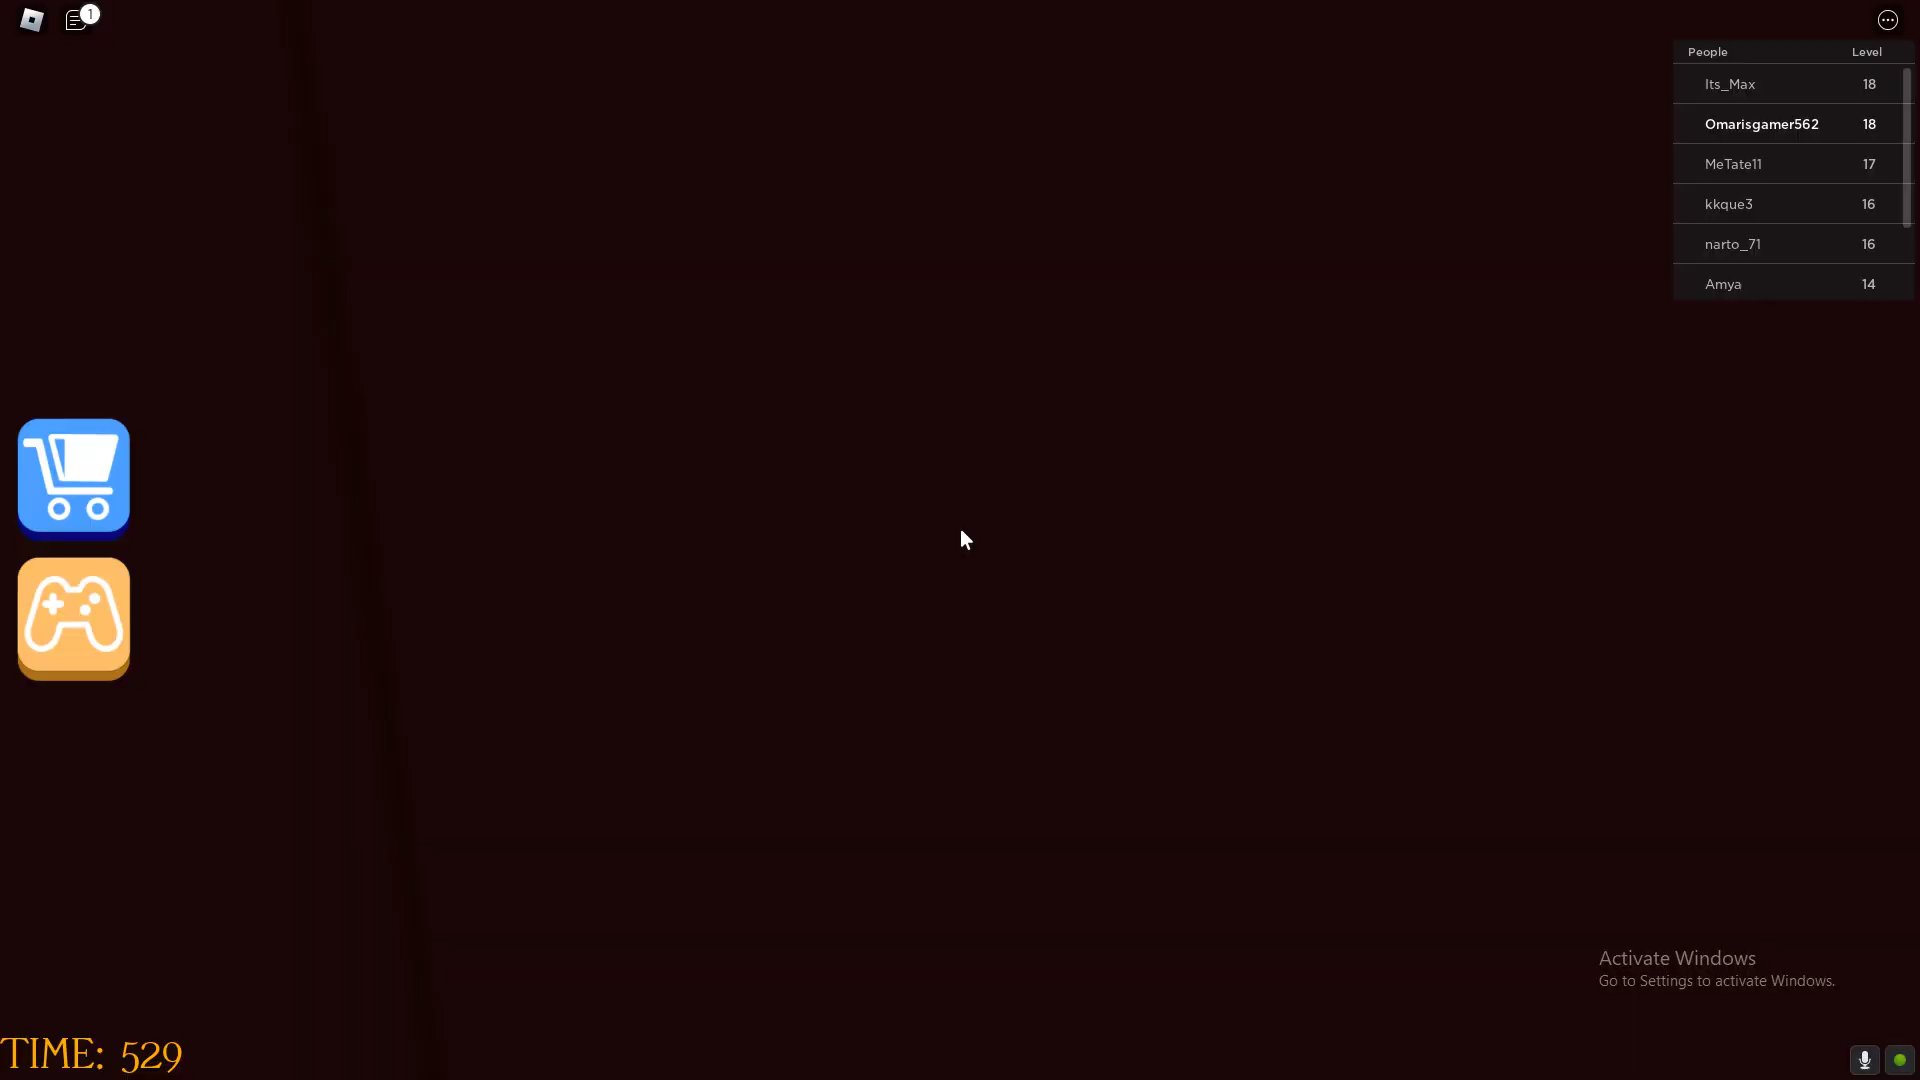 1
People Level
Its_Max 18
Omarisgamer562 18
MeTate11 17
kkque3 16
narto_71 16
Amya 14
Activate Windows
Go to Settings to activate Windows.
TIME: 529